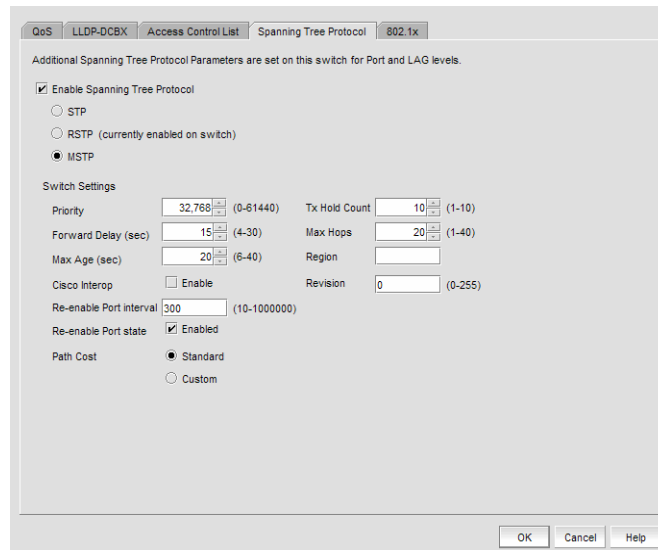 QoS LLDP-DCBX Access Control List Spanning Tree Protocol 802.1x
Additional Spanning Tree Protocol Parameters are set on this switch for Port and LAG levels.
Enable Spanning Tree Protocol
STP
RSTP (currently enabled on switch)
MSTP
Switch Settings
Priority 32,768 (0-61440) Tx Hold Count 10 (1-10)
Forward Delay (sec) 15 (4-30) Max Hops 20 (1-40)
Max Age (sec) 20 (6-40) Region
Cisco Interop Enable Revision 0 (0-255)
Re-enable Port interval 300 (10-1000000)
Re-enable Port state Enabled
Path Cost Standard
Custom
OK Cancel Help